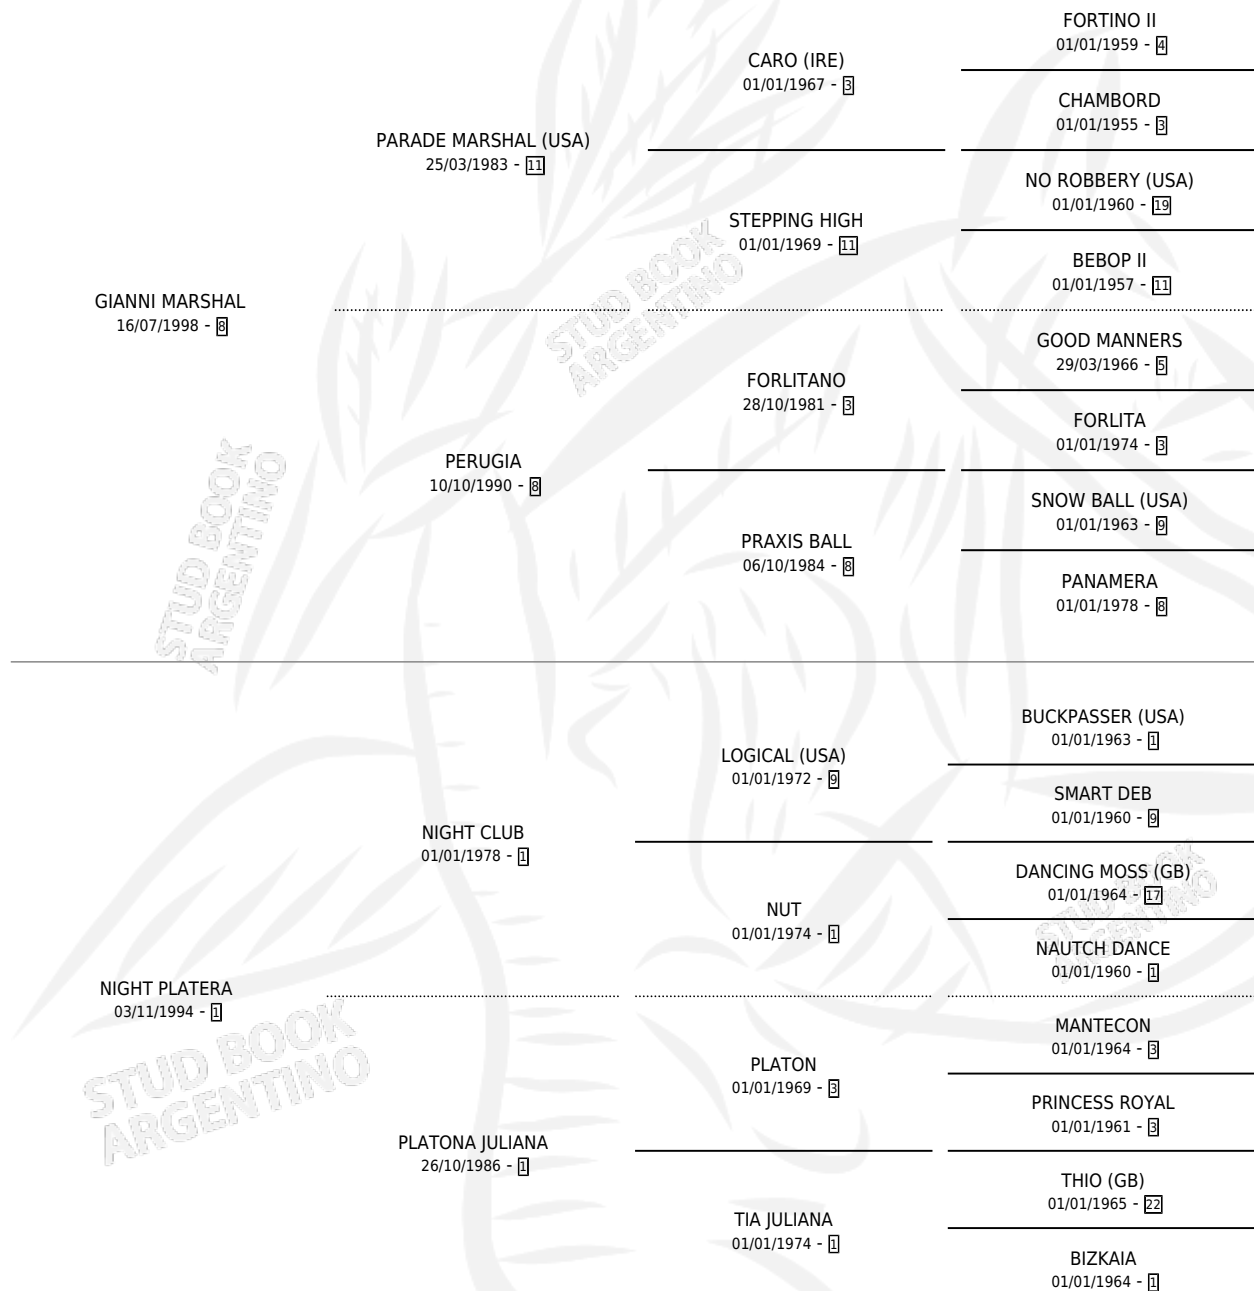 FORTINO II
01/01/1959 - 4
CARO (IRE)
01/01/1967 - 3
CHAMBORD
01/01/1955 - 3
PARADE MARSHAL (USA)
25/03/1983 - 11
NO ROBBERY (USA)
01/01/1960 - 19
STEPPING HIGH
01/01/1969 - 11
BEBOP II
01/01/1957 - 11
GIANNI MARSHAL
16/07/1998 - 8
STUD BOOK
ARGENTINO
GOOD MANNERS
29/03/1966 - 5
FORLITANO
28/10/1981 - 3
FORLITA
01/01/1974 - 3
PERUGIA
10/10/1990 - 8
SNOW BALL (USA)
01/01/1963 - 9
PRAXIS BALL
06/10/1984 - 8
PANAMERA
01/01/1978 - 8
STUD BOOK
ARGENTINO
BUCKPASSER (USA)
01/01/1963 - 1
LOGICAL (USA)
01/01/1972 - 9
SMART DEB
01/01/1960 - 9
NIGHT CLUB
01/01/1978 - 1
DANCING MOSS (GB)
01/01/1964 - 17
NUT
01/01/1974 - 1
STUD BOOK
ARGENTINO
NAUTCH DANCE
01/01/1960 - 1
NIGHT PLATERA
03/11/1994 - 1
STUD BOOK
ARGENTINO
MANTECON
01/01/1964 - 3
PLATON
01/01/1969 - 3
PRINCESS ROYAL
01/01/1961 - 3
PLATONA JULIANA
26/10/1986 - 1
THIO (GB)
01/01/1965 - 22
TIA JULIANA
01/01/1974 - 1
BIZKAIA
01/01/1964 - 1